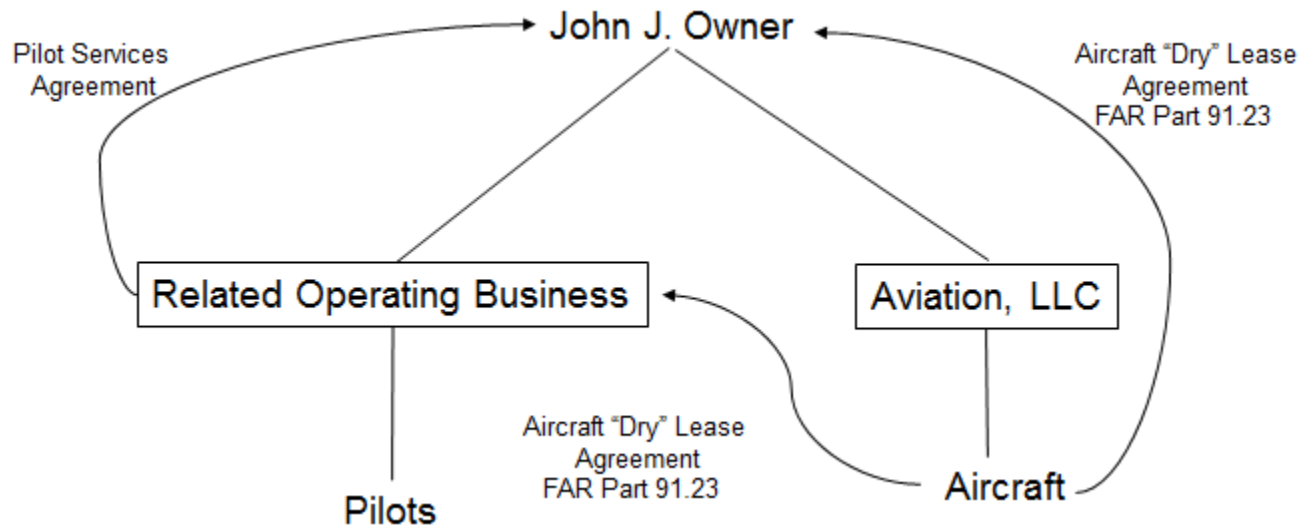 John J. Owner
Pilot Services
Agreement
Aircraft “Dry” Lease
Agreement
FAR Part 91.23
Related Operating Business
Aviation, LLC
Aircraft “Dry” Lease
Agreement
FAR Part 91.23
Aircraft
Pilots